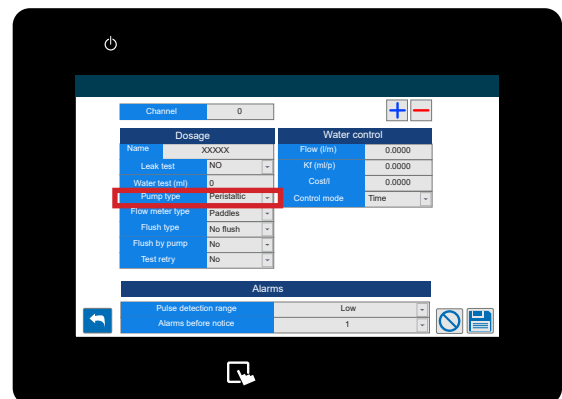 Channel 0
Dosage
Name XXXXX
Leak test NO
Water test (ml) 0
Pump type Peristaltic
Flow meter type Paddles
Flush type No flush
Flush by pump No
Test retry No
Water control
Flow (l/m) 0.0000
Kf (ml/p) 0.0000
Cost/l 0.0000
Control mode Time
Alarms
Pulse detection range Low
Alarms before notice 1